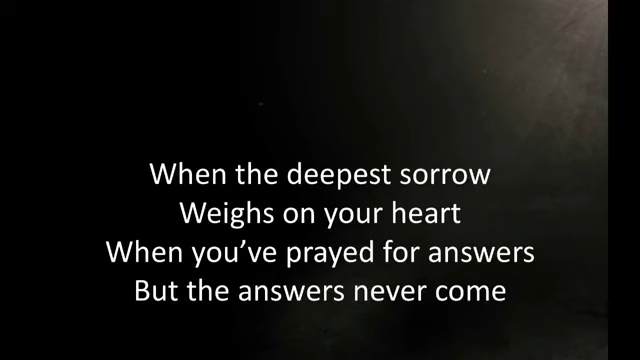 When the deepest sorrow
Weighs on your heart
When you’ve prayed for answers
But the answers never come